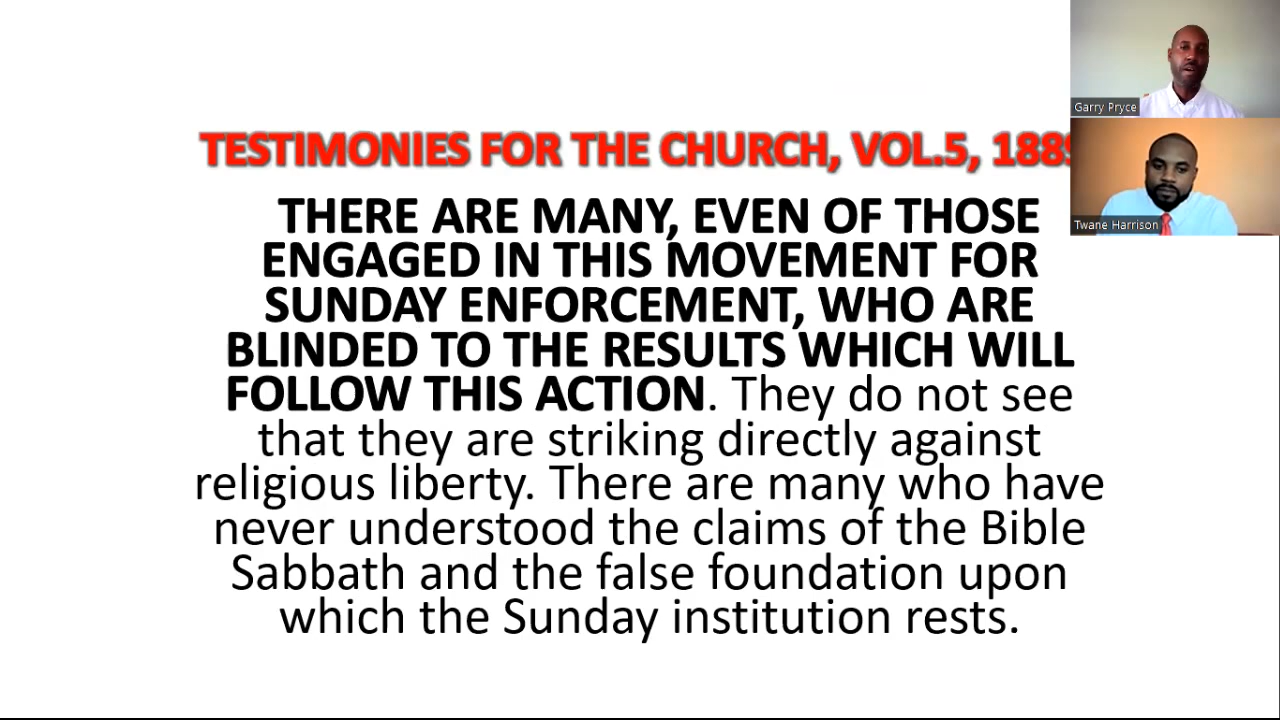 TESTIMONIES FOR THE CHURCH, VOL.5, 188
THERE ARE MANY, EVEN OF THOSE
ENGAGED IN THIS MOVEMENT FOR
SUNDAY ENFORCEMENT, WHO ARE
BLINDED TO THE RESULTS WHICH WILL
FOLLOW THIS ACTION. They do not see
that they are striking directly against
religious liberty. There are many who have
never understood the claims of the Bible
Sabbath and the false foundation upon
which the Sunday institution rests.
Garry Pryce
Twane Harrison